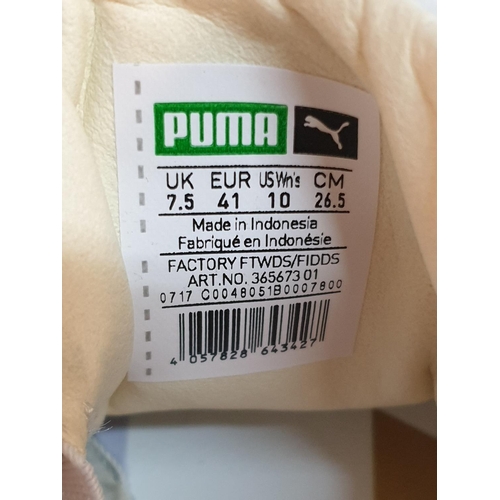 PUMA
UK EUR USWn's CM
7.5 41 10 26.5
Made in Indonesia
Fabriqué en Indonésie
FACTORY FTWDS/FIDDS
ART.NO. 365673 01
0717 C0048051B0007800
4 057828 643427